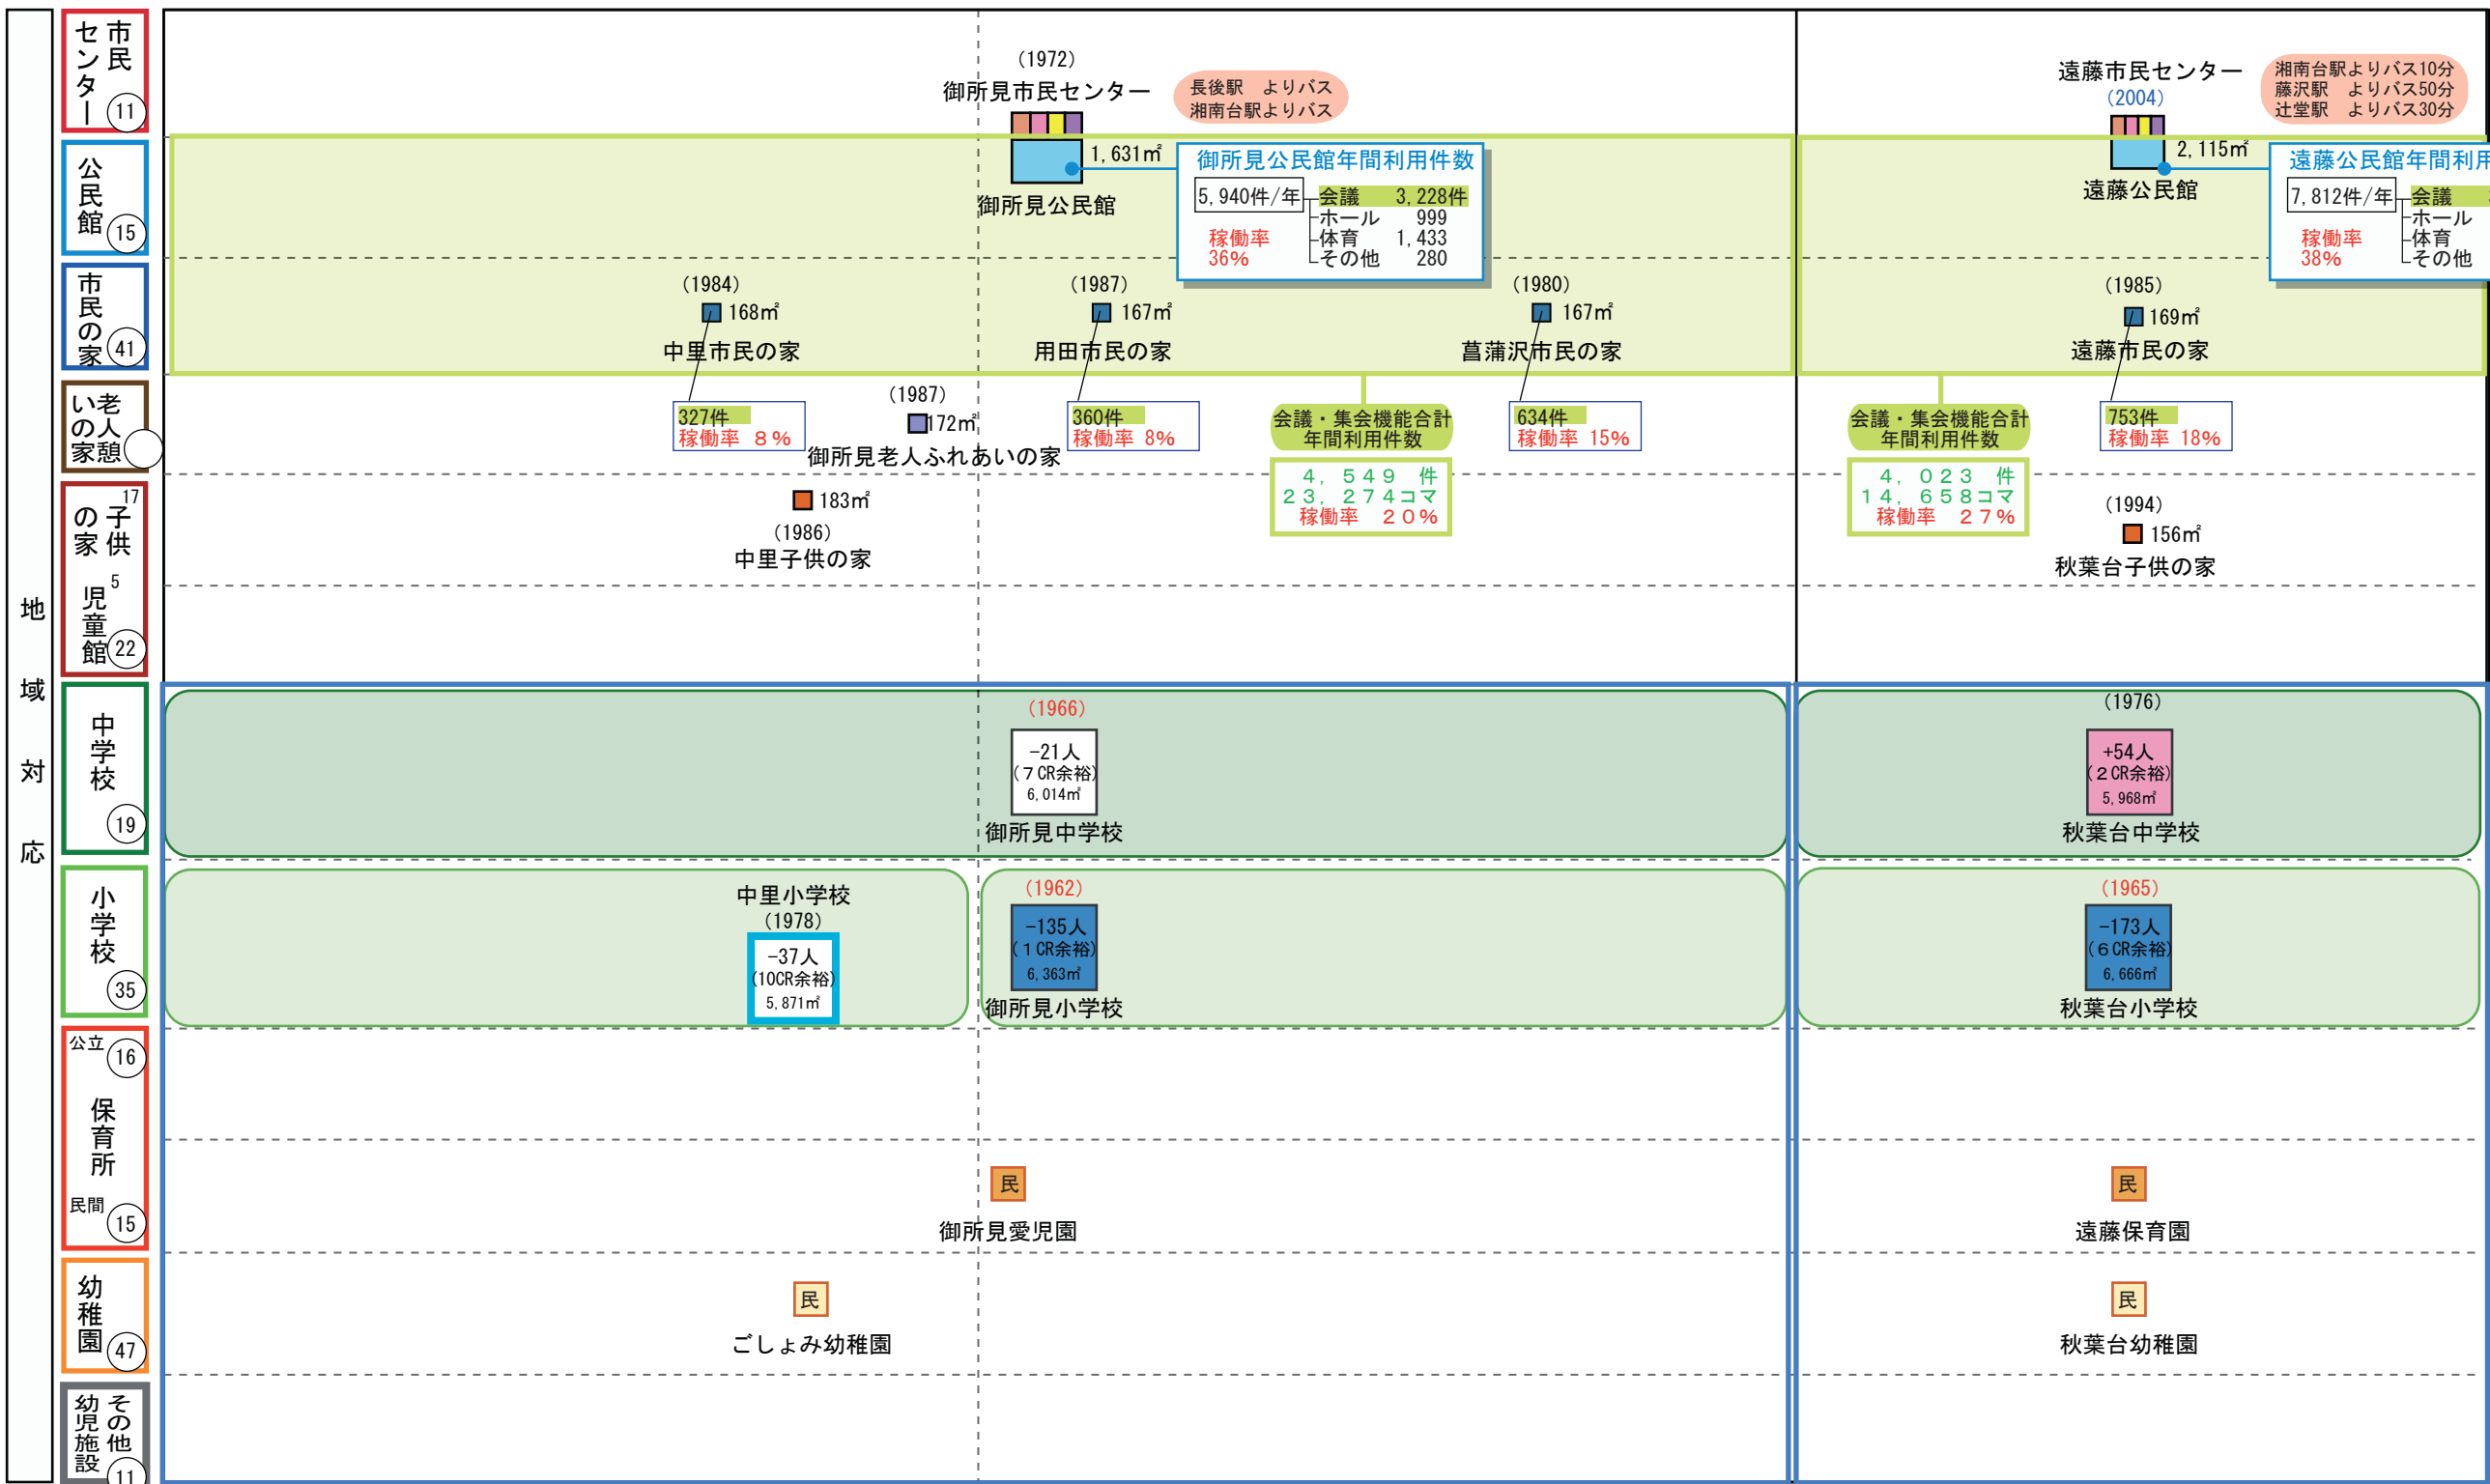 地域対応
市民センター
11
公民館
15
市民の家
41
老人憩いの家
子供の家
17
児童館
5
22
中学校
19
小学校
35
公立
16
保育所
民間
15
幼稚園
47
その他幼児施設
11
(1972)
御所見市民センター
長後駅 よりバス
湘南台駅よりバス
1,631㎡
御所見公民館
御所見公民館年間利用件数
5,940件/年
会議 3,228件
ホール 999
体育 1,433
その他 280
稼働率
36%
(1984)
168㎡
中里市民の家
327件
稼働率 8%
(1987)
167㎡
用田市民の家
360件
稼働率 8%
(1980)
167㎡
菖蒲沢市民の家
634件
稼働率 15%
(1987)
172㎡
御所見老人ふれあいの家
会議・集会機能合計
年間利用件数
4,549 件
23,274コマ
稼働率 20%
183㎡
(1986)
中里子供の家
(1966)
-21人
(7CR余裕)
6,014㎡
御所見中学校
中里小学校
(1978)
-37人
(10CR余裕)
5,871㎡
(1962)
-135人
(1CR余裕)
6,363㎡
御所見小学校
民
御所見愛児園
民
ごしょみ幼稚園
遠藤市民センター
(2004)
湘南台駅よりバス10分
藤沢駅 よりバス50分
辻堂駅 よりバス30分
2,115㎡
遠藤公民館
遠藤公民館年間利用
7,812件/年
会議
ホール
体育
その他
稼働率
38%
(1985)
169㎡
遠藤市民の家
753件
稼働率 18%
会議・集会機能合計
年間利用件数
4,023 件
14,658コマ
稼働率 27%
(1994)
156㎡
秋葉台子供の家
(1976)
+54人
(2CR余裕)
5,968㎡
秋葉台中学校
(1965)
-173人
(6CR余裕)
6,666㎡
秋葉台小学校
民
遠藤保育園
民
秋葉台幼稚園